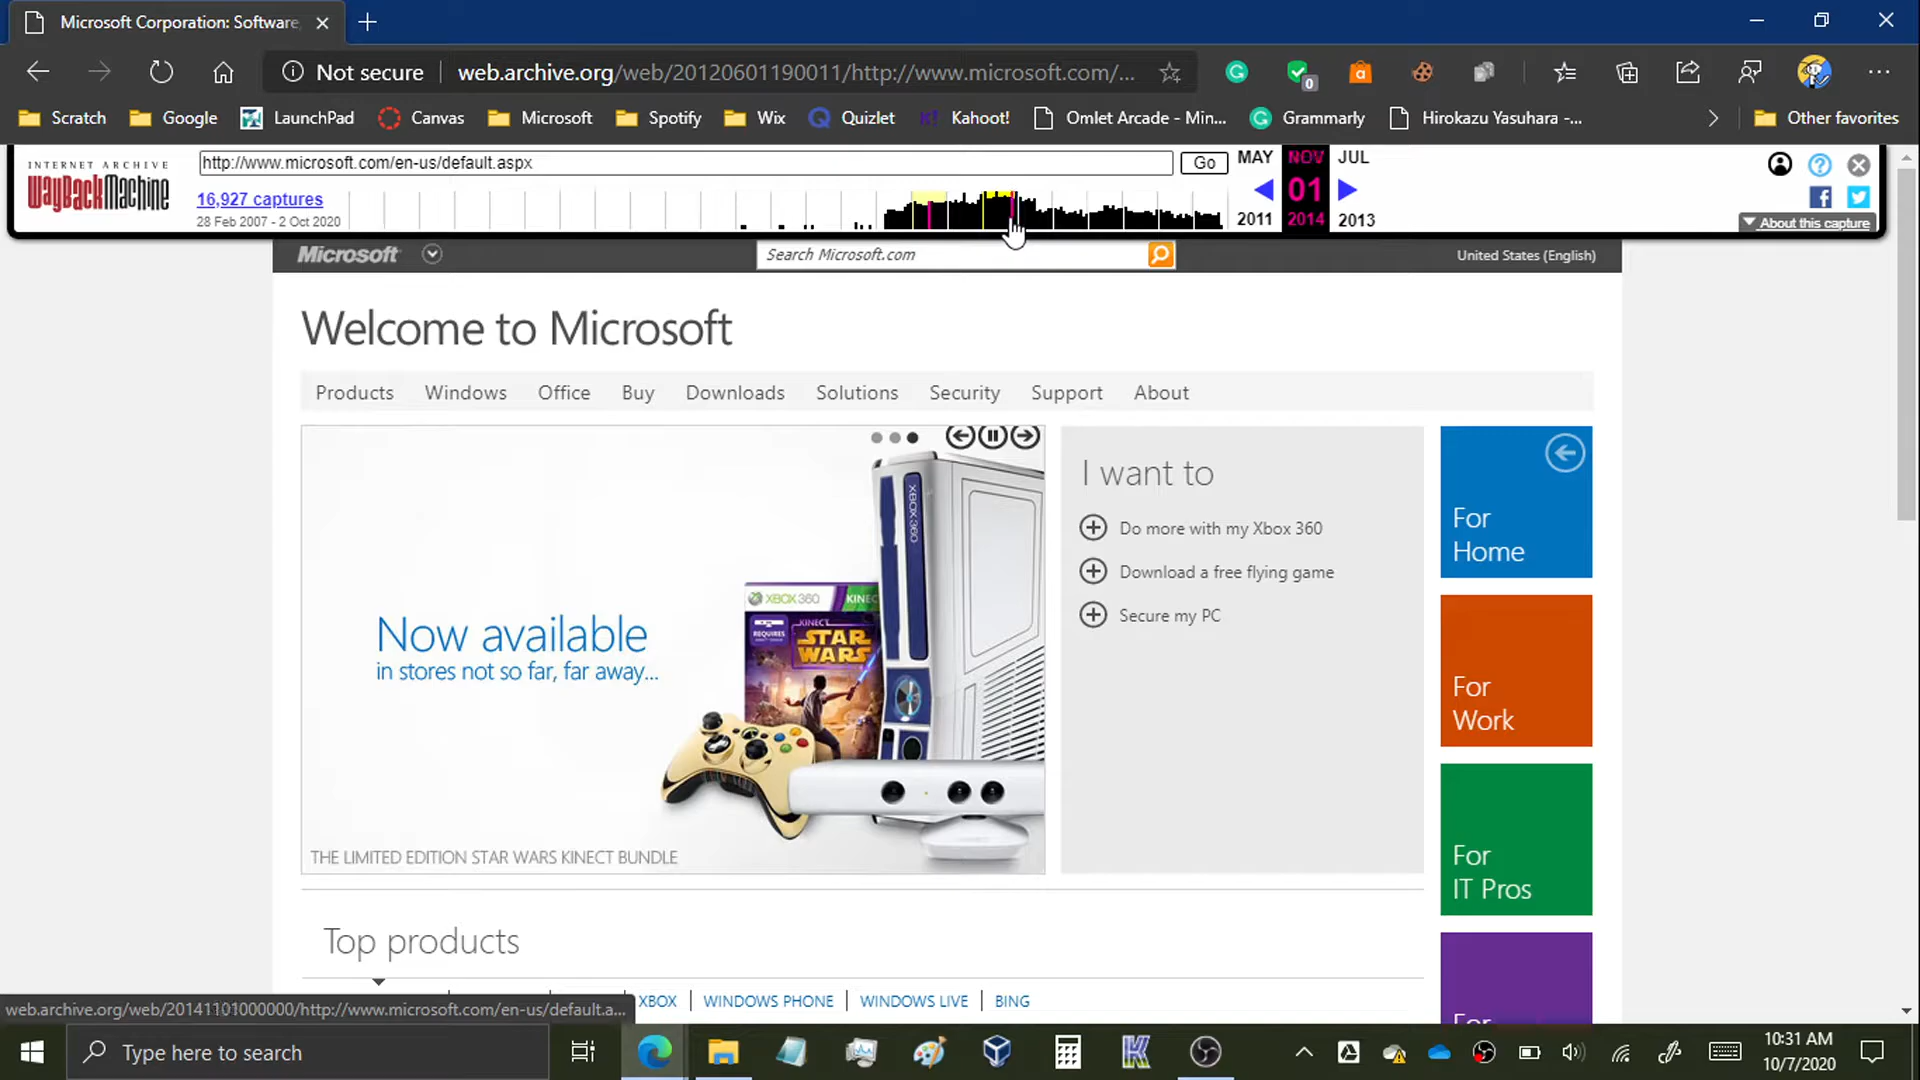 Microsoft Corporation: Software
Not secure
web.archive.org/web/20120601190011/http://www.microsoft.com/...
0
Scratch
Google
LaunchPad
Canvas
Microsoft
Spotify
Wix
Quizlet
Kahoot!
Omlet Arcade - Min...
Grammarly
Hirokazu Yasuhara -...
Other favorites
INTERNET ARCHIVE
WayBackMachine
http://www.microsoft.com/en-us/default.aspx
Go
16,927 captures
28 Feb 2007 - 2 Oct 2020
MAY NOV JUL
01
2011 2014 2013
About this capture
Microsoft
Search Microsoft.com
United States (English)
Welcome to Microsoft
Products Windows Office Buy Downloads Solutions Security Support About
Now available
in stores not so far, far away...
XBOX 360
XBOX 360 KINECT
REQUIRES KINECT
STAR WARS
THE LIMITED EDITION STAR WARS KINECT BUNDLE
I want to
Do more with my Xbox 360
Download a free flying game
Secure my PC
For Home
For Work
For IT Pros
For
Top products
XBOX WINDOWS PHONE WINDOWS LIVE BING
web.archive.org/web/20141101000000/http://www.microsoft.com/en-us/default.a...
Type here to search
10:31 AM
10/7/2020